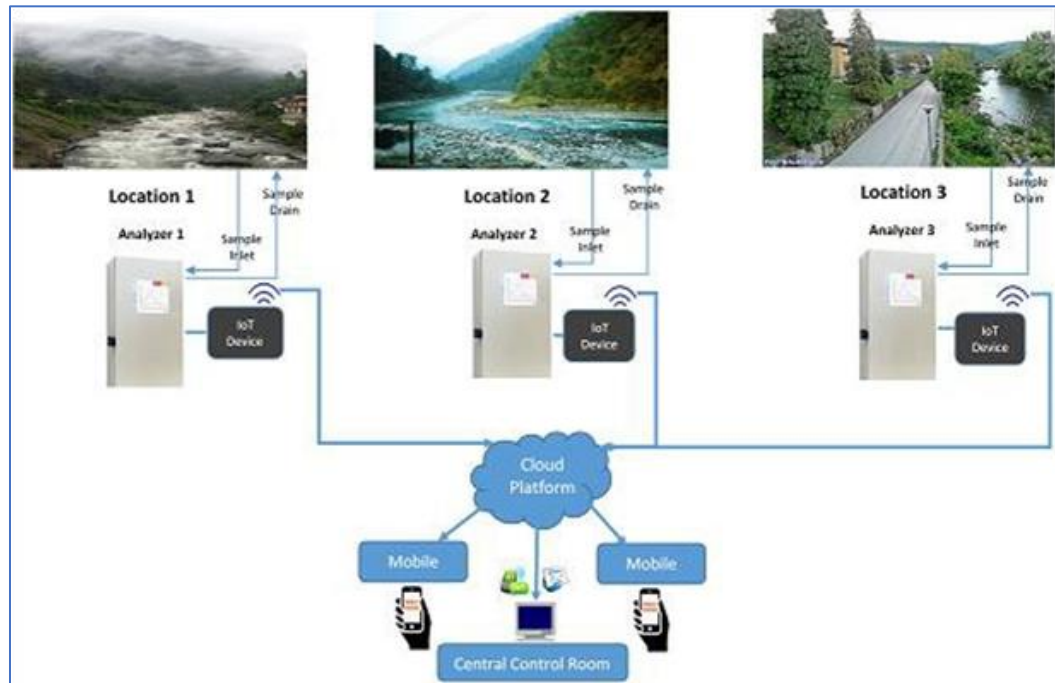 Location 1
Sample
Drain
Analyzer 1
Sample
Inlet
IoT
Device
Location 2
Sample
Drain
Analyzer 2
Sample
Inlet
IoT
Device
Location 3
Sample
Drain
Analyzer 3
Sample
Inlet
IoT
Device
Cloud
Platform
Mobile
Mobile
Central Control Room